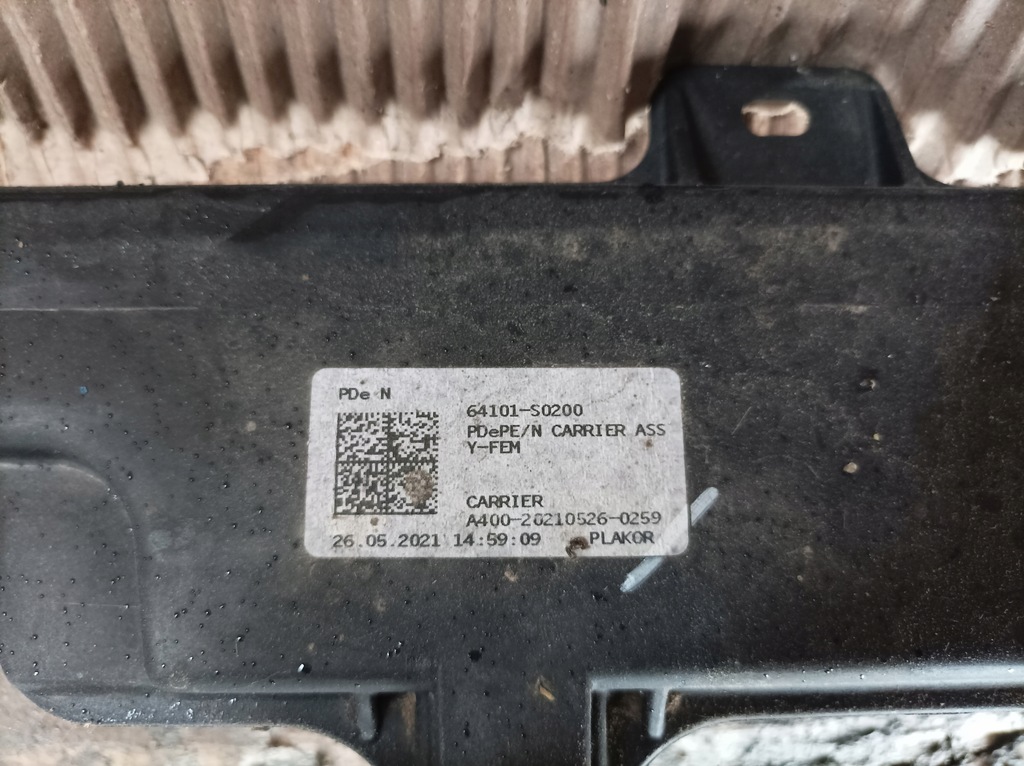 PDe N
64101-S0200
PDePE/N CARRIER ASS
Y-FEM
CARRIER
A400-20210526-0259
26.05.2021 14:59:09 PLAKOR